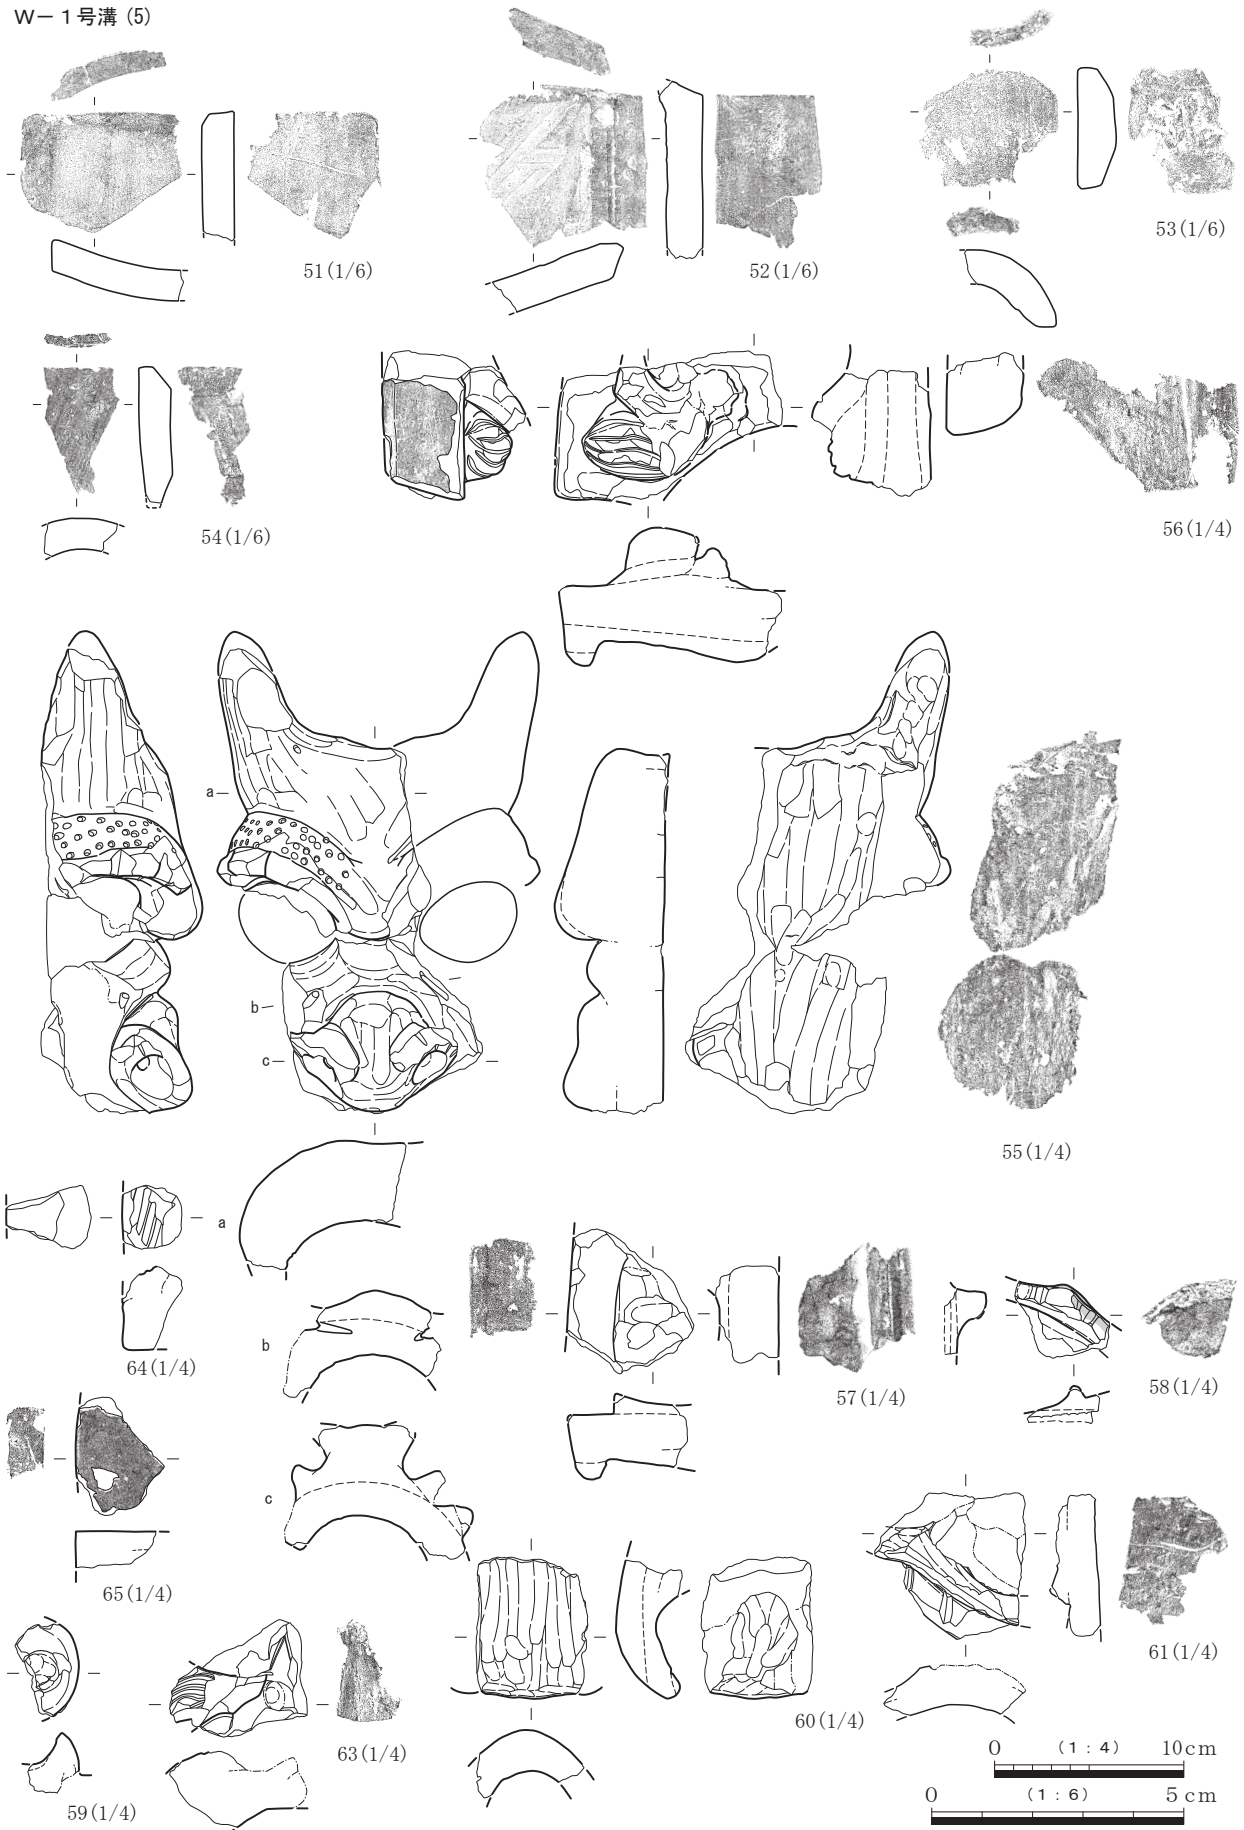 W－1号溝 (5)
51(1/6)
52(1/6)
53(1/6)
54(1/6)
56(1/4)
a
b
c
55(1/4)
a
64(1/4)
b
57(1/4)
58(1/4)
c
65(1/4)
61(1/4)
60(1/4)
63(1/4)
59(1/4)
0 (1：4) 10cm
0 (1：6) 5cm